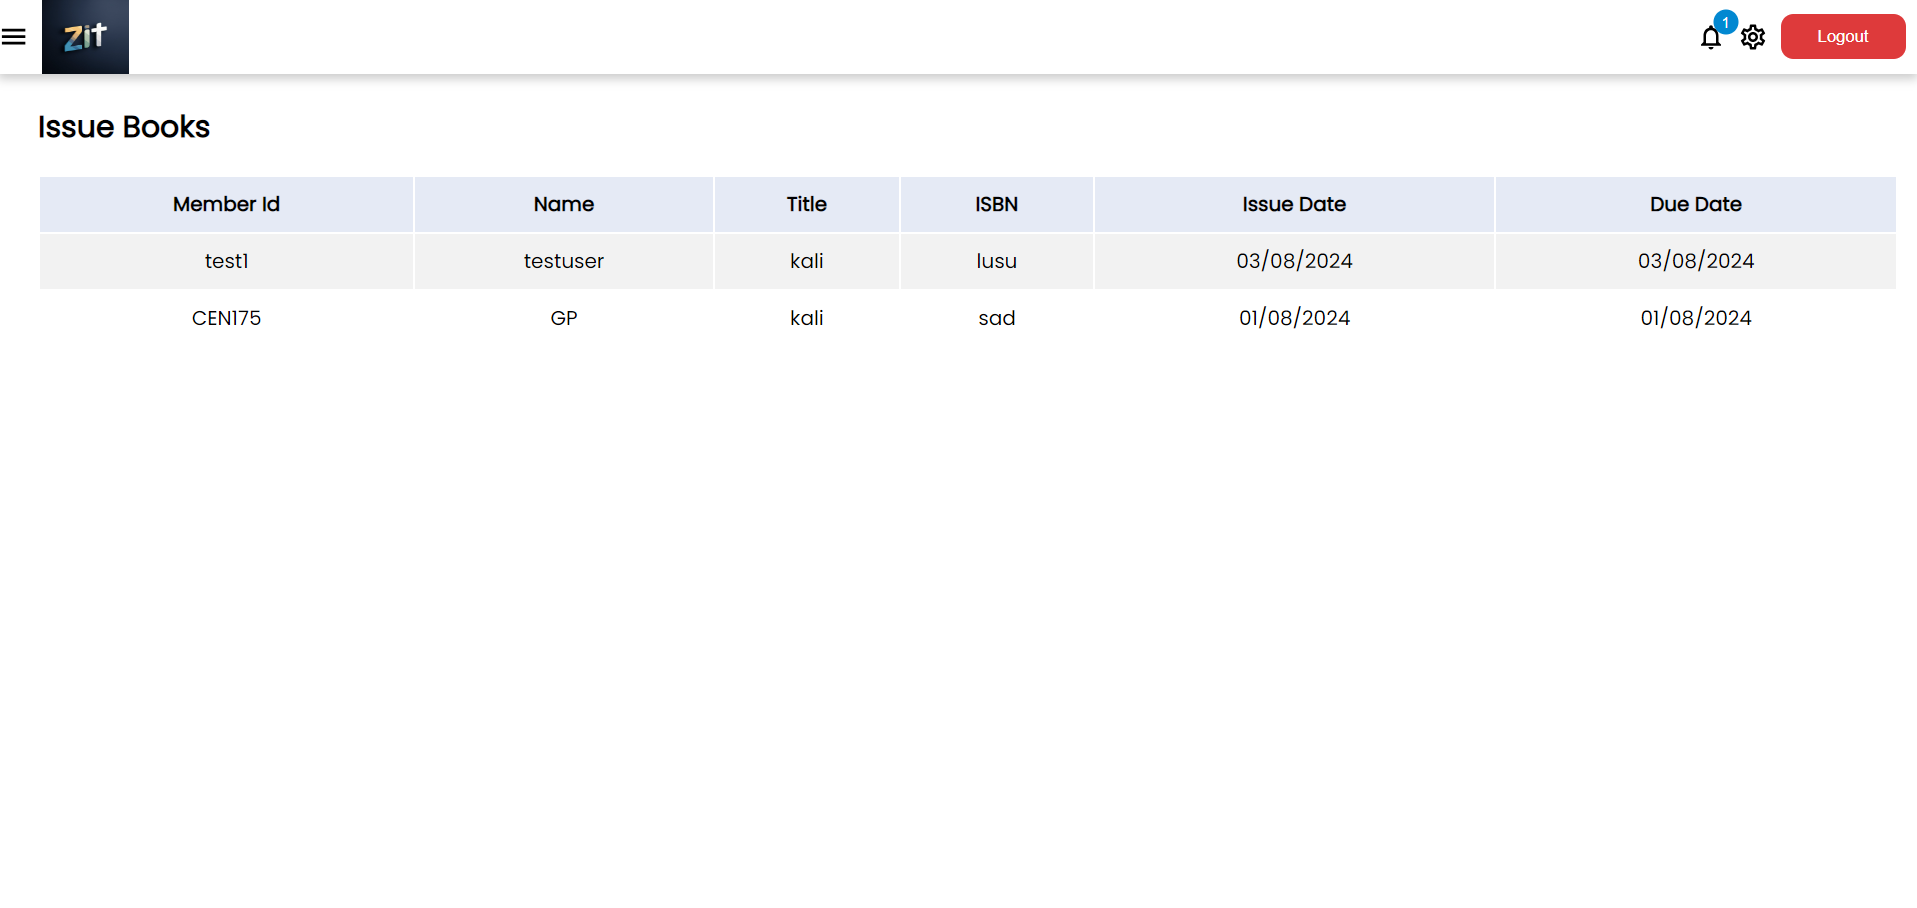 Zit
1
Logout
Issue Books
Member Id Name Title ISBN Issue Date Due Date
test1 testuser kali lusu 03/08/2024 03/08/2024
CEN175 GP kali sad 01/08/2024 01/08/2024